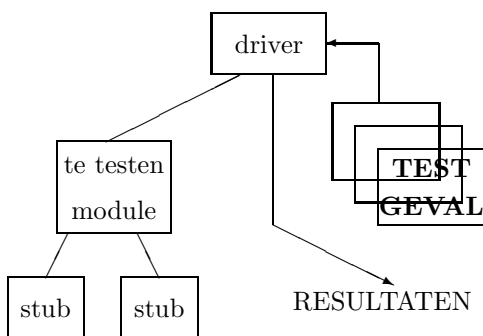 driver
te testen
module
TEST
GEVAL
stub
stub
RESULTATEN